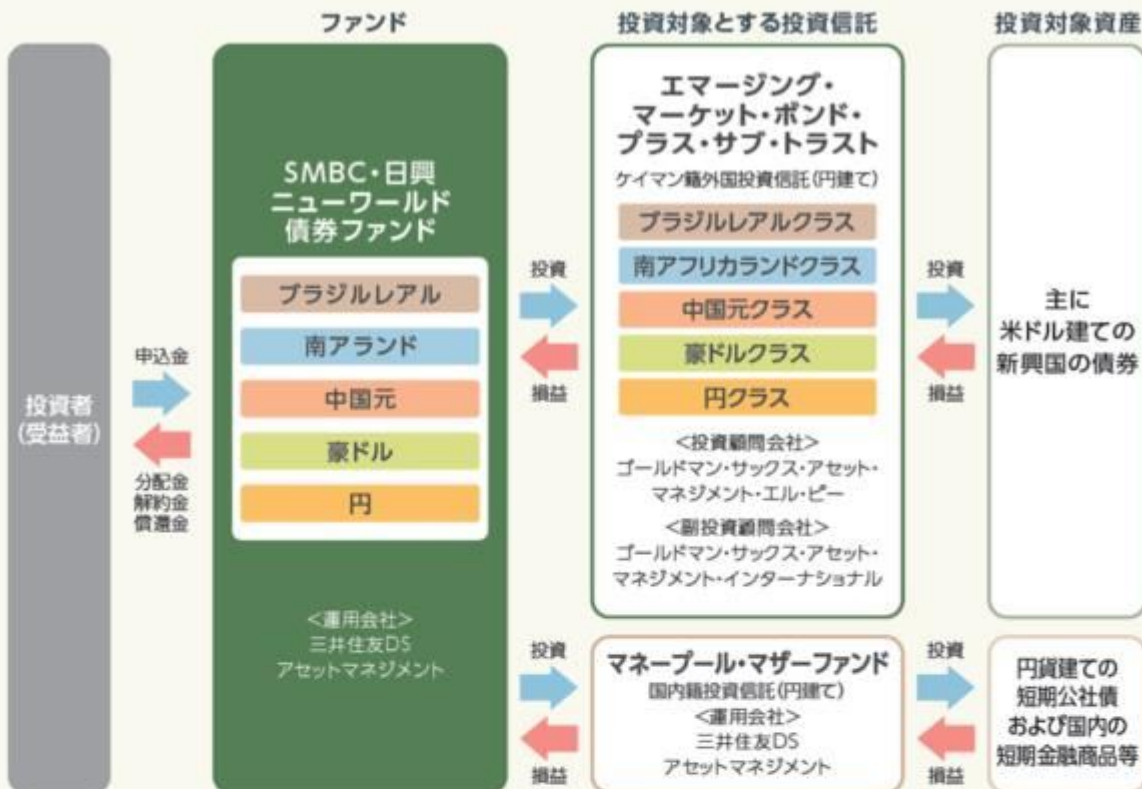 ファンド
投資対象とする投資信託
投資対象資産
投資者
(受益者)
申込金
分配金
解約金
償還金
SMBC・日興
ニューワールド
債券ファンド
ブラジルレアル
南アランド
中国元
豪ドル
円
<運用会社>
三井住友DS
アセットマネジメント
投資
損益
エマージング・
マーケット・ボンド・
プラス・サブ・トラスト
ケイマン籍外国投資信託(円建て)
ブラジルレアルクラス
南アフリカランドクラス
中国元クラス
豪ドルクラス
円クラス
<投資顧問会社>
ゴールドマン・サックス・アセット・
マネジメント・エル・ピー
<副投資顧問会社>
ゴールドマン・サックス・アセット・
マネジメント・インターナショナル
投資
損益
主に
米ドル建ての
新興国の債券
投資
損益
マネープール・マザーファンド
国内籍投資信託(円建て)
<運用会社>
三井住友DS
アセットマネジメント
投資
損益
円貨建ての
短期公社債
および国内の
短期金融商品等